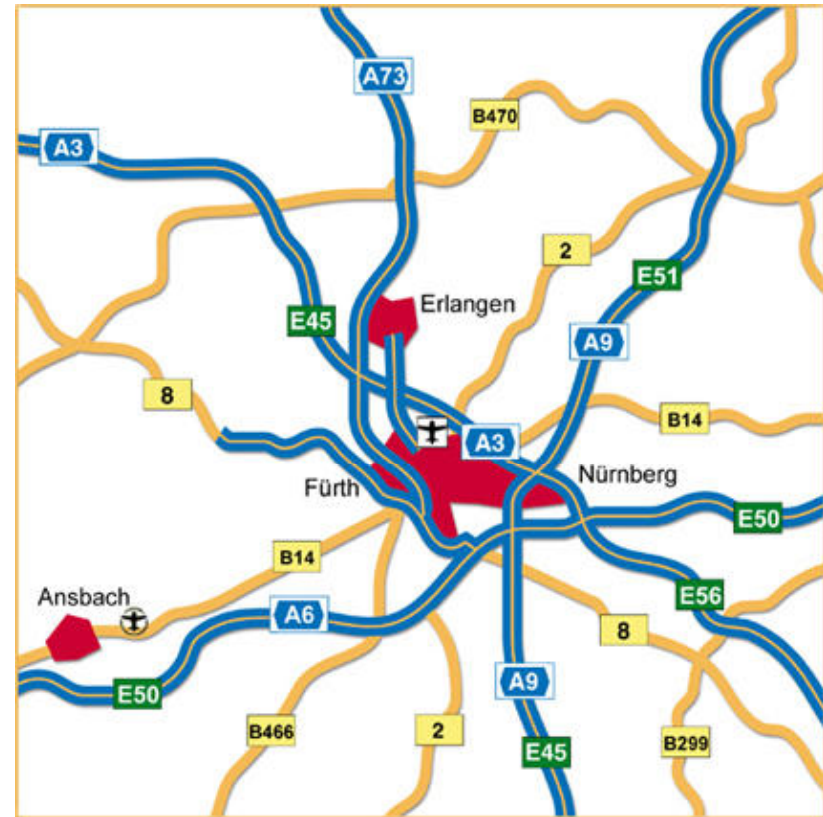 A73
B470
A3
2
E51
Erlangen
E45
A9
8
B14
A3
Nürnberg
Fürth
E50
B14
Ansbach
E56
A6
8
A9
E50
B466
2
B299
E45